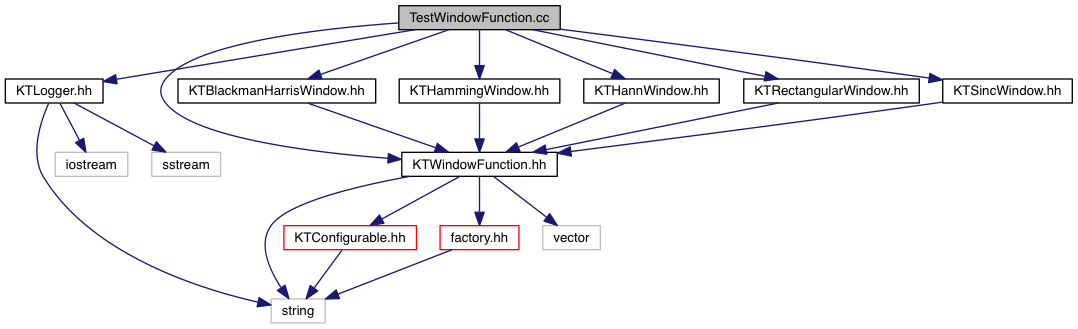 TestWindowFunction.cc
KTLogger.hh
KTBlackmanHarrisWindow.hh
KTHammingWindow.hh
KTHannWindow.hh
KTRectangularWindow.hh
KTSincWindow.hh
iostream
sstream
KTWindowFunction.hh
KTConfigurable.hh
factory.hh
vector
string